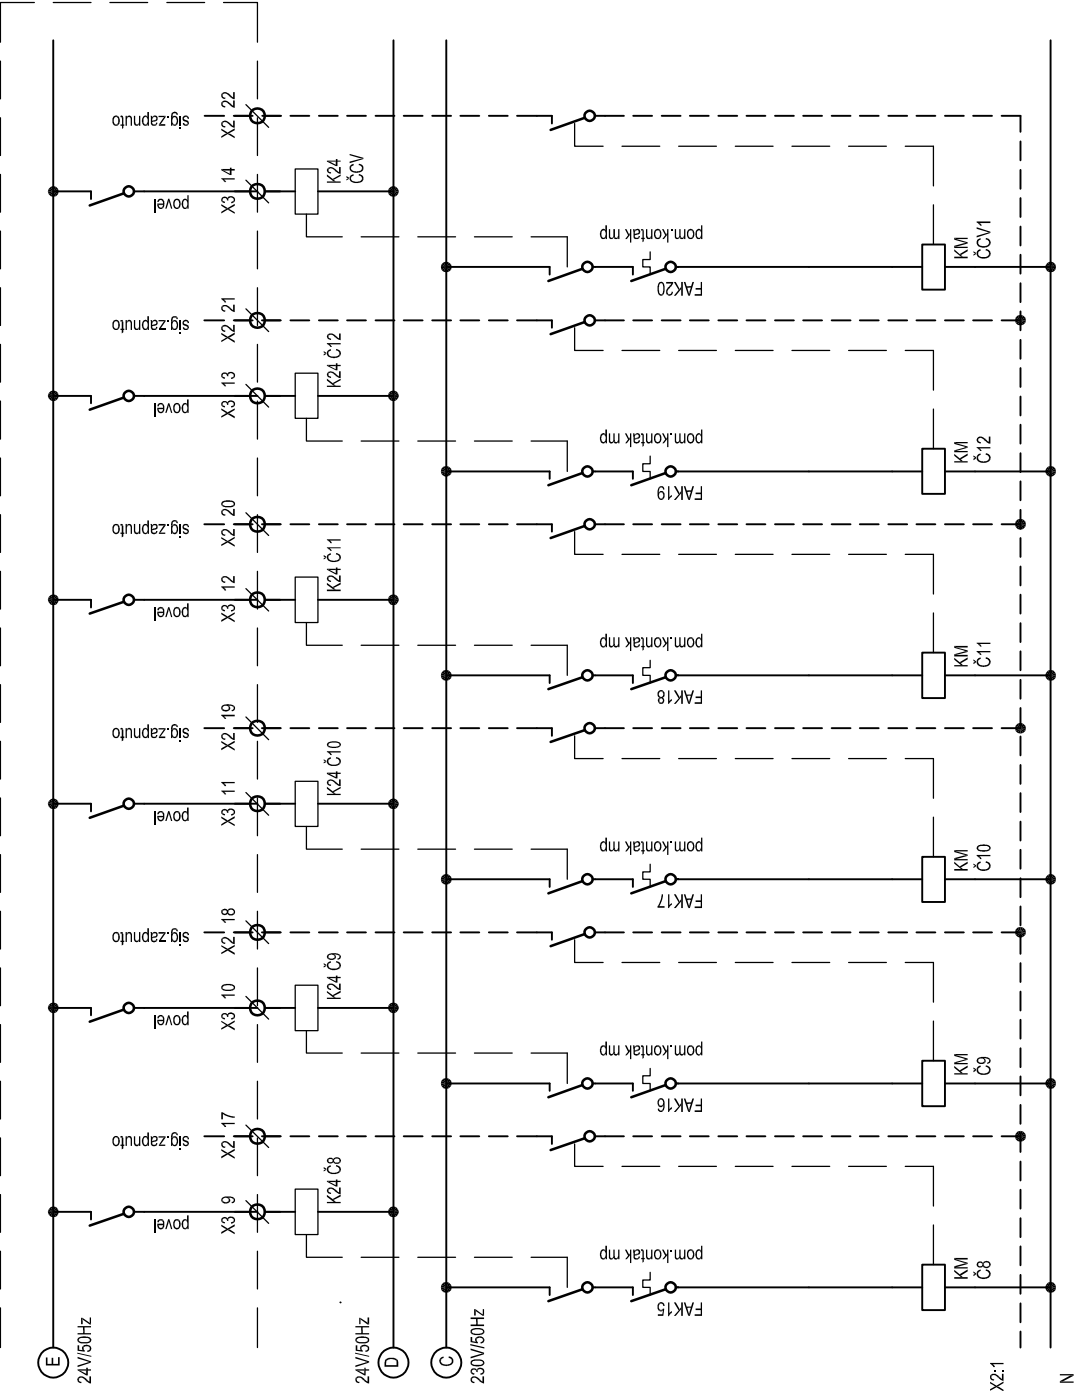 sig.zapnuto
X2 22
povel
X3 14
K24
ČCV
pom.kontak mp
FAK20
KM
ČCV1
sig.zapnuto
X2 21
povel
X3 13
K24 Č12
pom.kontak mp
FAK19
KM
Č12
sig.zapnuto
X2 20
povel
X3 12
K24 Č11
pom.kontak mp
FAK18
KM
Č11
sig.zapnuto
X2 19
povel
X3 11
K24 Č10
pom.kontak mp
FAK17
KM
Č10
sig.zapnuto
X2 18
povel
X3 10
K24 Č9
pom.kontak mp
FAK16
KM
Č9
sig.zapnuto
X2 17
povel
X3 9
K24 Č8
pom.kontak mp
FAK15
KM
Č8
E
24V/50Hz
D
24V/50Hz
C
230V/50Hz
X2:1
N